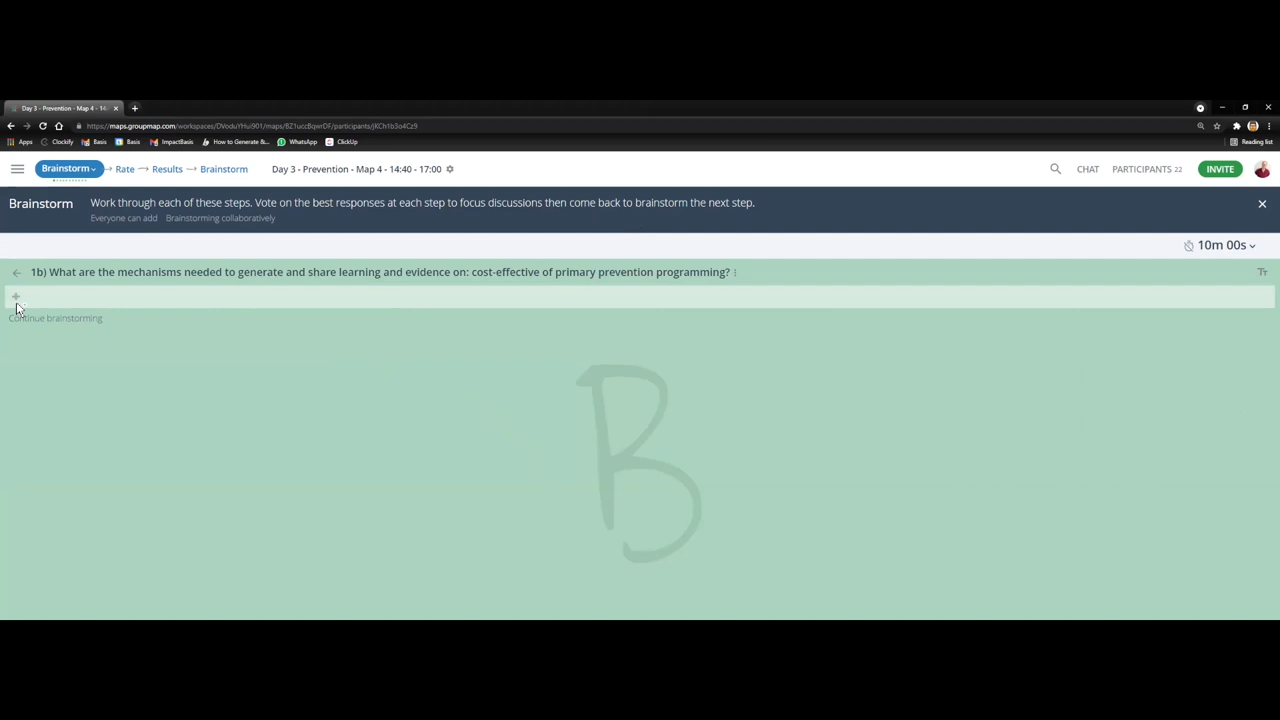 Day 3 - Prevention - Map 4 - 14:
https://maps.groupmap.com/workspaces/DVoduYHui901/maps/BZ1uccBqwrDF/participants/jKCh1b3o4Cz9
Apps Clockify Basis Basis ImpactBasis How to Generate &... WhatsApp ClickUp Reading list
Brainstorm Rate Results Brainstorm Day 3 - Prevention - Map 4 - 14:40 - 17:00 CHAT PARTICIPANTS 22 INVITE
Brainstorm Work through each of these steps. Vote on the best responses at each step to focus discussions then come back to brainstorm the next step.
Everyone can add Brainstorming collaboratively
10m 00s
1b) What are the mechanisms needed to generate and share learning and evidence on: cost-effective of primary prevention programming?
Continue brainstorming
B